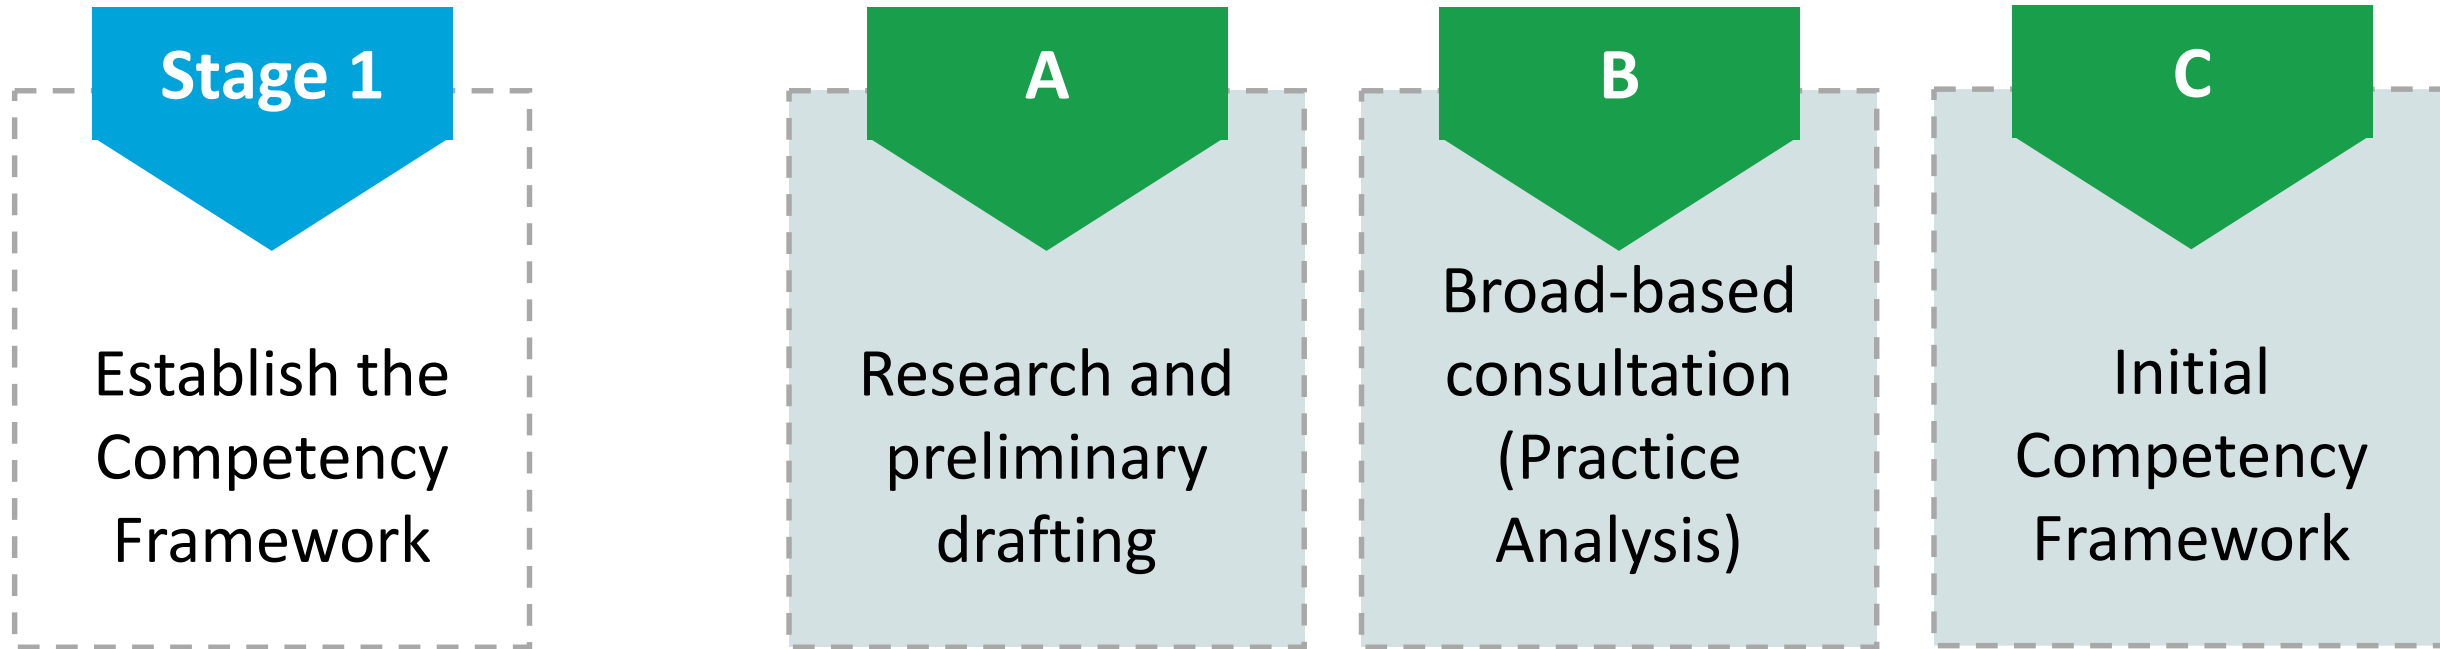 Stage 1
Establish the
Competency
Framework
A
Research and
preliminary
drafting
B
Broad-based
consultation
(Practice
Analysis)
C
Initial
Competency
Framework